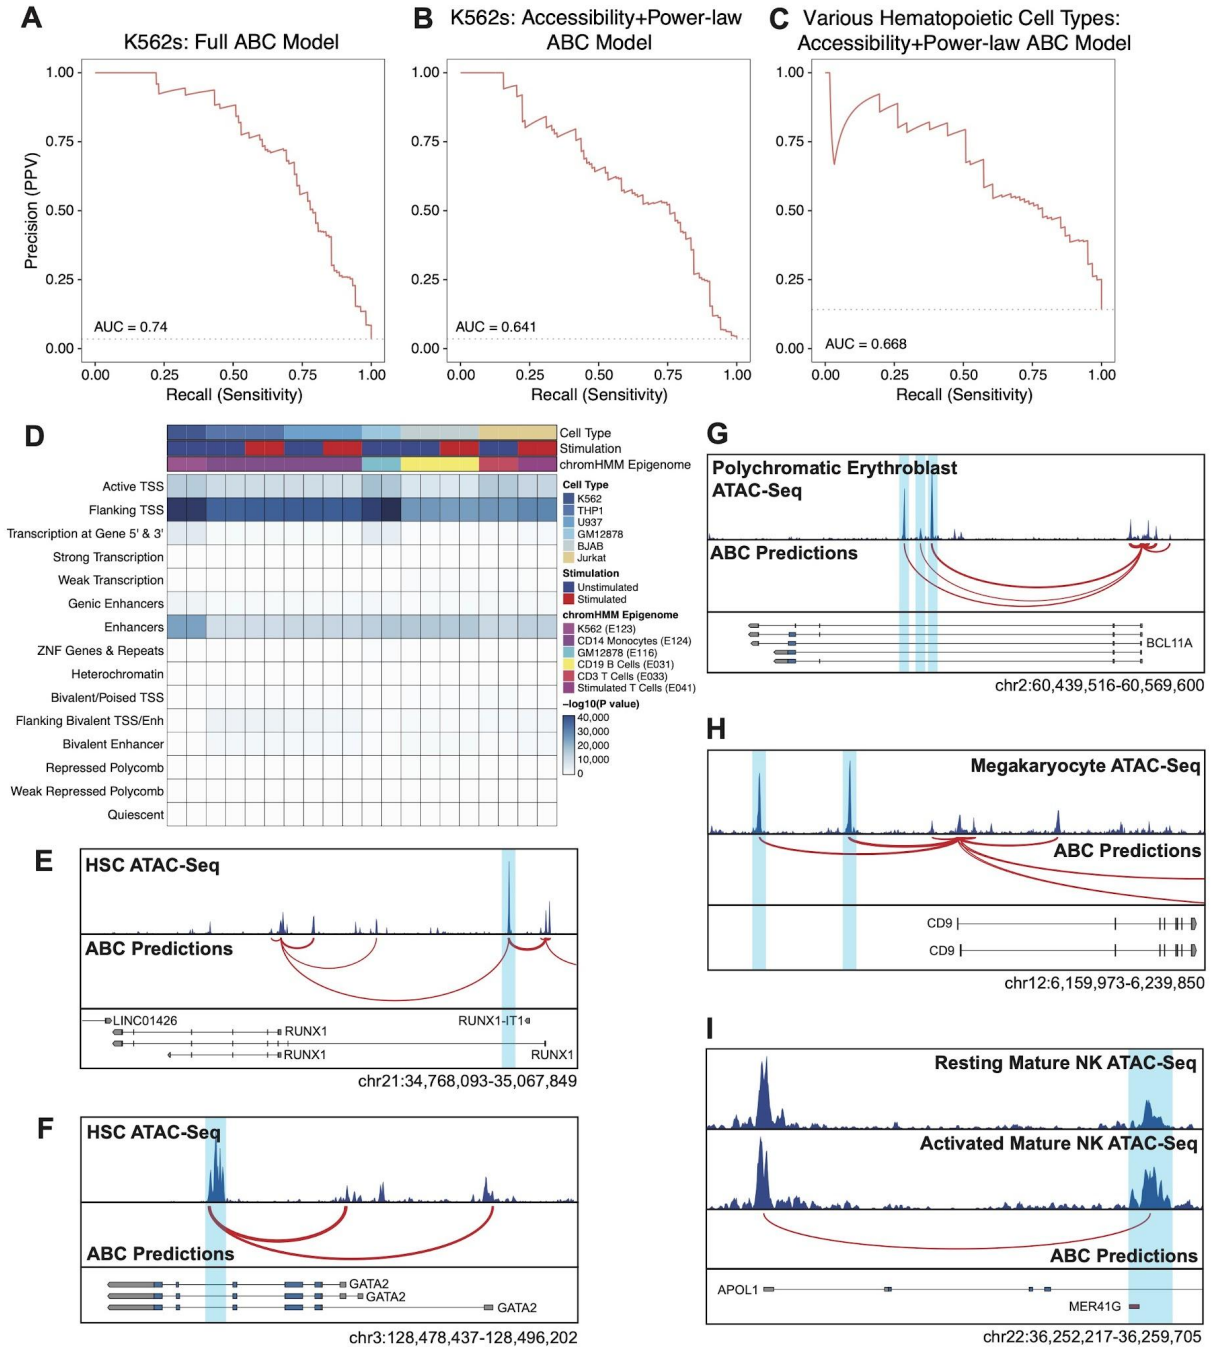 A
K562s: Full ABC Model
1.00
0.75
0.50
0.25
0.00
Precision (PPV)
AUC = 0.74
0.00 0.25 0.50 0.75 1.00
Recall (Sensitivity)
B
K562s: Accessibility+Power-law
ABC Model
1.00
0.75
0.50
0.25
0.00
AUC = 0.641
0.00 0.25 0.50 0.75 1.00
Recall (Sensitivity)
C
Various Hematopoietic Cell Types:
Accessibility+Power-law ABC Model
1.00
0.75
0.50
0.25
0.00
AUC = 0.668
0.00 0.25 0.50 0.75 1.00
Recall (Sensitivity)
D
Cell Type
Stimulation
chromHMM Epigenome
Active TSS
Flanking TSS
Transcription at Gene 5' & 3'
Strong Transcription
Weak Transcription
Genic Enhancers
Enhancers
ZNF Genes & Repeats
Heterochromatin
Bivalent/Poised TSS
Flanking Bivalent TSS/Enh
Bivalent Enhancer
Repressed Polycomb
Weak Repressed Polycomb
Quiescent
Cell Type
K562
THP1
U937
GM12878
BJAB
Jurkat
Stimulation
Unstimulated
Stimulated
chromHMM Epigenome
K562 (E123)
CD14 Monocytes (E124)
GM12878 (E116)
CD19 B Cells (E031)
CD3 T Cells (E033)
Stimulated T Cells (E041)
−log10(P value)
40,000
30,000
20,000
10,000
0
E
HSC ATAC-Seq
ABC Predictions
LINC01426
RUNX1-IT1
RUNX1
RUNX1
RUNX1
chr21:34,768,093-35,067,849
F
HSC ATAC-Seq
ABC Predictions
GATA2
GATA2
GATA2
chr3:128,478,437-128,496,202
G
Polychromatic Erythroblast
ATAC-Seq
ABC Predictions
BCL11A
chr2:60,439,516-60,569,600
H
Megakaryocyte ATAC-Seq
ABC Predictions
CD9
CD9
chr12:6,159,973-6,239,850
I
Resting Mature NK ATAC-Seq
Activated Mature NK ATAC-Seq
ABC Predictions
APOL1
MER41G
chr22:36,252,217-36,259,705